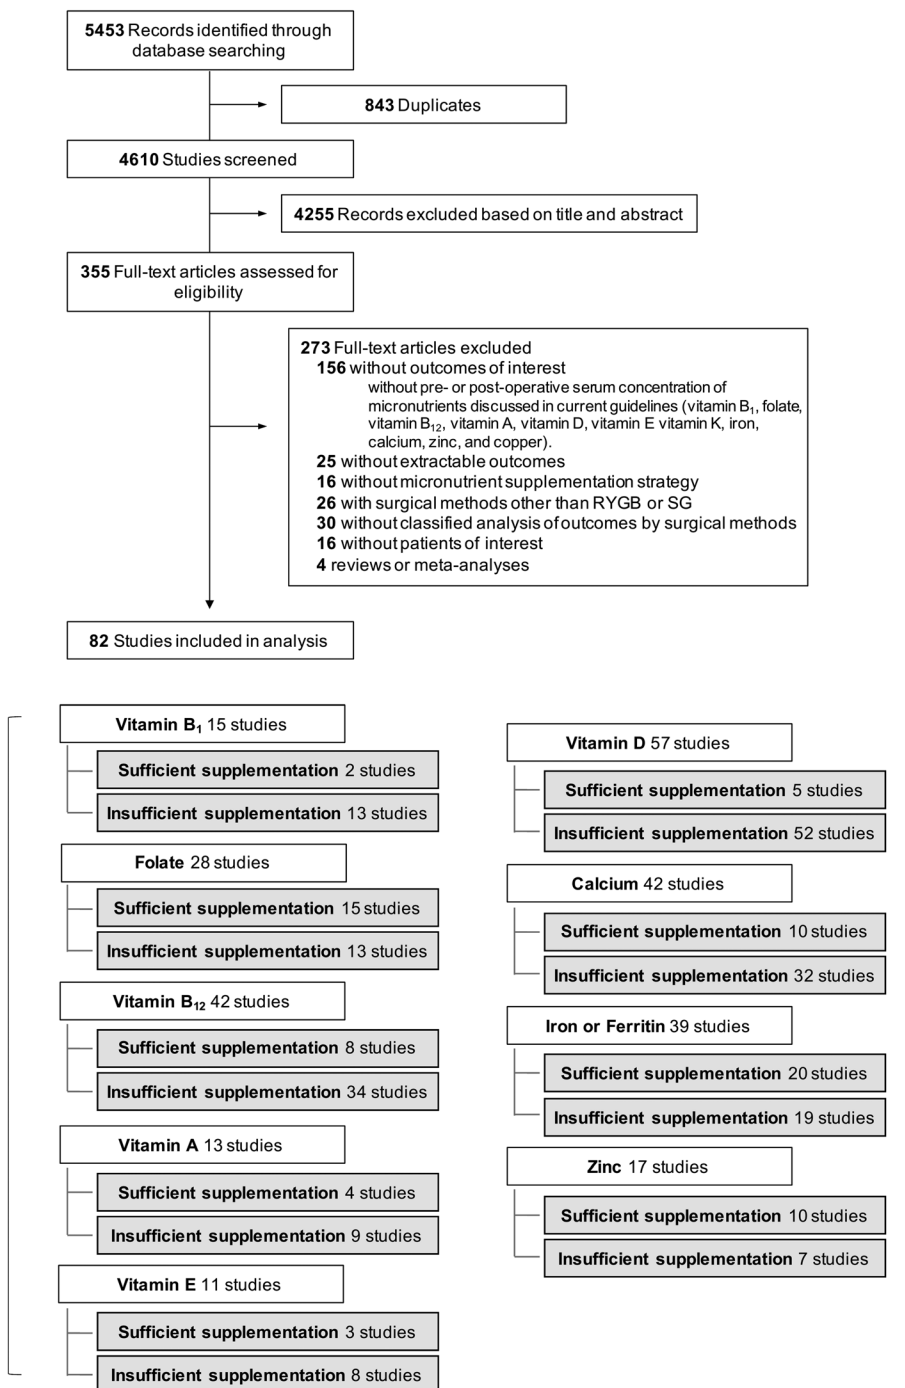 5453 Records identified through
database searching
843 Duplicates
4610 Studies screened
4255 Records excluded based on title and abstract
355 Full-text articles assessed for
eligibility
273 Full-text articles excluded
156 without outcomes of interest
without pre- or post-operative serum concentration of
micronutrients discussed in current guidelines (vitamin B₁, folate,
vitamin B₁₂, vitamin A, vitamin D, vitamin E vitamin K, iron,
calcium, zinc, and copper).
25 without extractable outcomes
16 without micronutrient supplementation strategy
26 with surgical methods other than RYGB or SG
30 without classified analysis of outcomes by surgical methods
16 without patients of interest
4 reviews or meta-analyses
82 Studies included in analysis
Vitamin B₁ 15 studies
Sufficient supplementation 2 studies
Insufficient supplementation 13 studies
Folate 28 studies
Sufficient supplementation 15 studies
Insufficient supplementation 13 studies
Vitamin B₁₂ 42 studies
Sufficient supplementation 8 studies
Insufficient supplementation 34 studies
Vitamin A 13 studies
Sufficient supplementation 4 studies
Insufficient supplementation 9 studies
Vitamin E 11 studies
Sufficient supplementation 3 studies
Insufficient supplementation 8 studies
Vitamin D 57 studies
Sufficient supplementation 5 studies
Insufficient supplementation 52 studies
Calcium 42 studies
Sufficient supplementation 10 studies
Insufficient supplementation 32 studies
Iron or Ferritin 39 studies
Sufficient supplementation 20 studies
Insufficient supplementation 19 studies
Zinc 17 studies
Sufficient supplementation 10 studies
Insufficient supplementation 7 studies